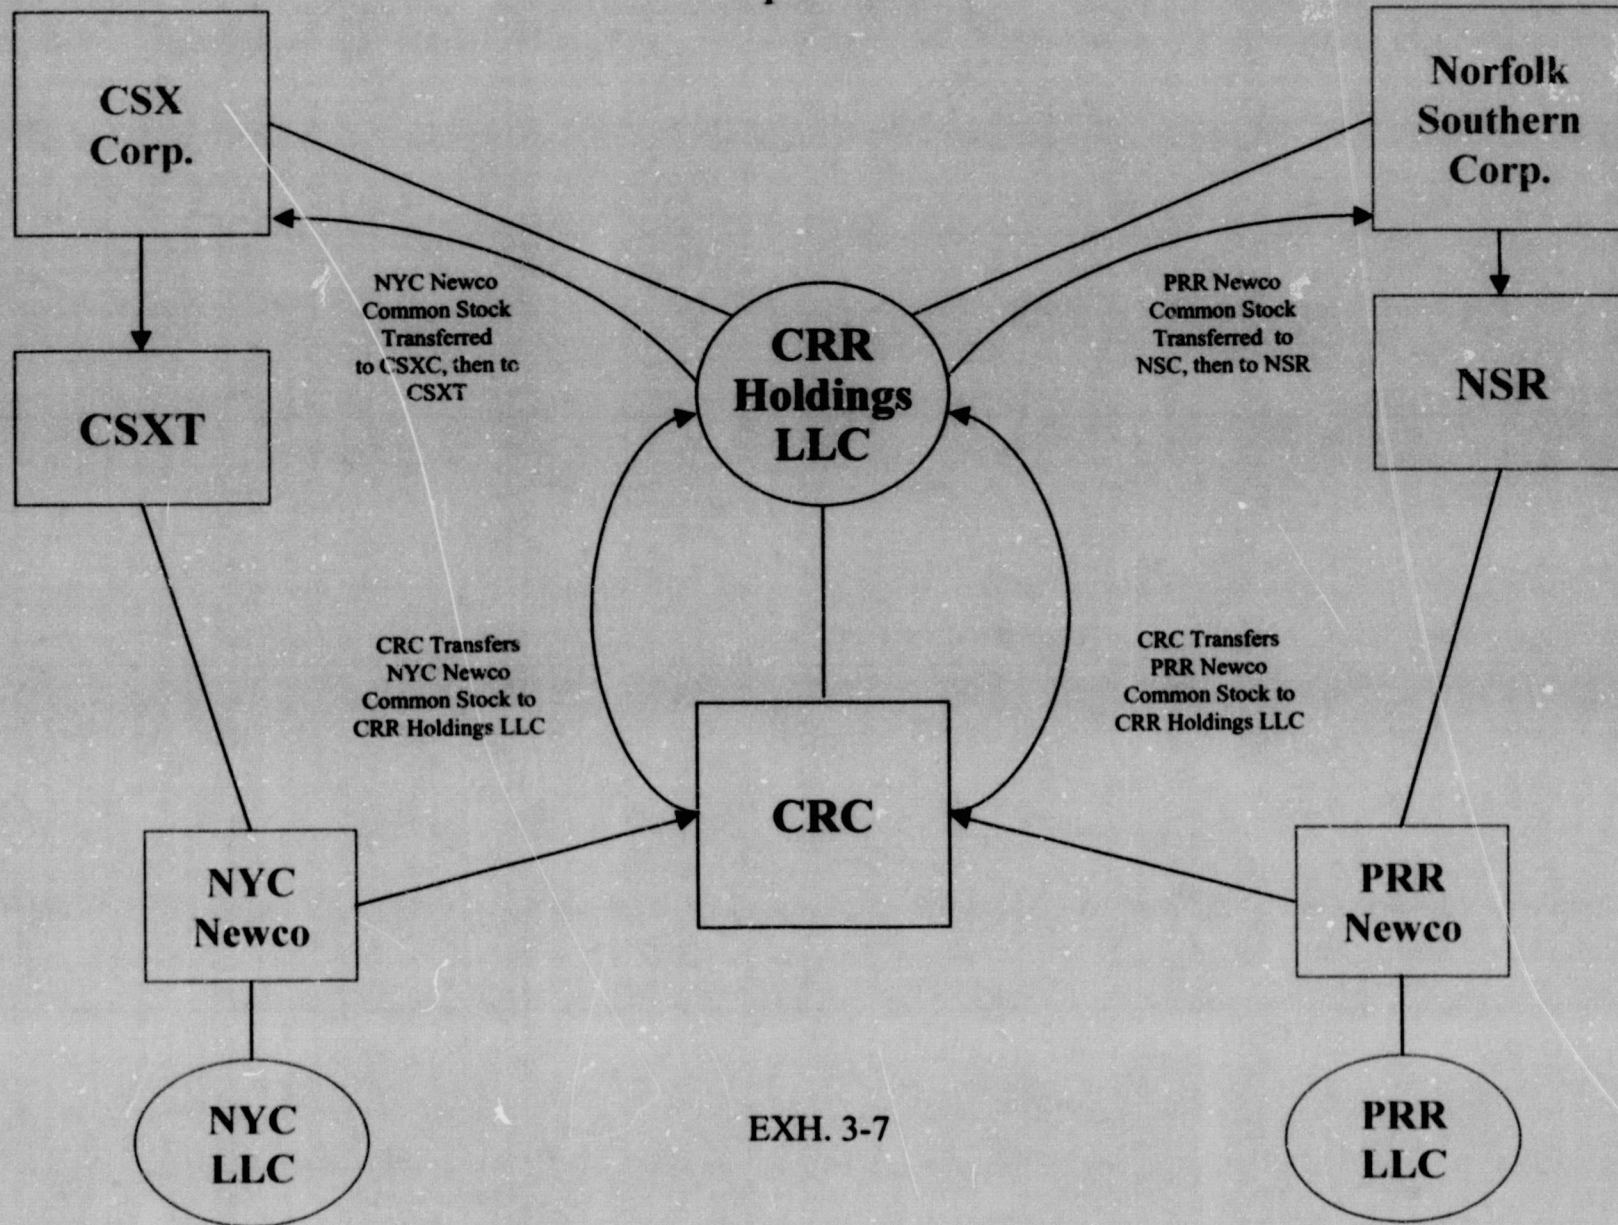 CSX
Corp.
Norfolk
Southern
Corp.
NYC Newco
Common Stock
Transferred
to CSXC, then to
CSXT
PRR Newco
Common Stock
Transferred to
NSC, then to NSR
CRR
Holdings
LLC
CSXT
NSR
CRC Transfers
NYC Newco
Common Stock to
CRR Holdings LLC
CRC Transfers
PRR Newco
Common Stock to
CRR Holdings LLC
CRC
NYC
Newco
PRR
Newco
NYC
LLC
EXH. 3-7
PRR
LLC